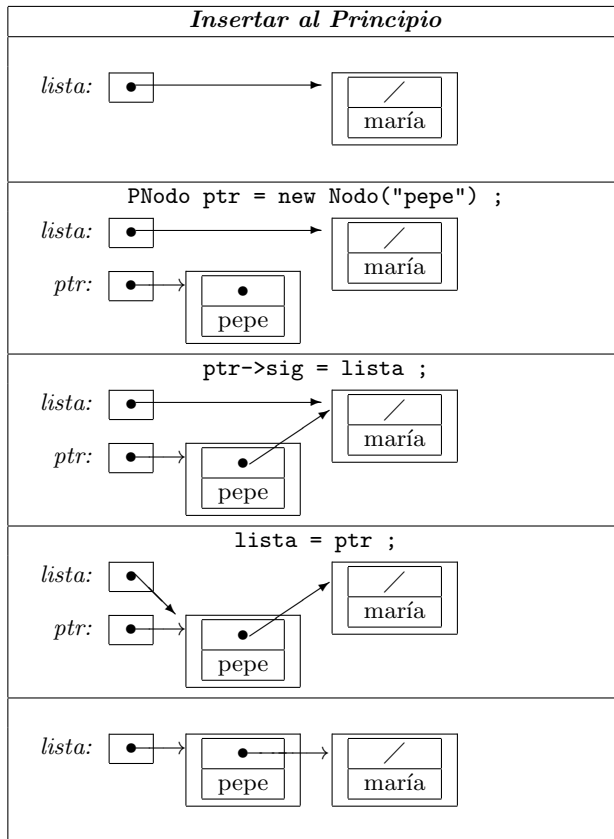 Insertar al Principio
lista:
maría
PNodo ptr = new Nodo("pepe") ;
lista:
maría
ptr:
pepe
ptr->sig = lista ;
lista:
maría
ptr:
pepe
lista = ptr ;
lista:
maría
ptr:
pepe
lista:
pepe maría